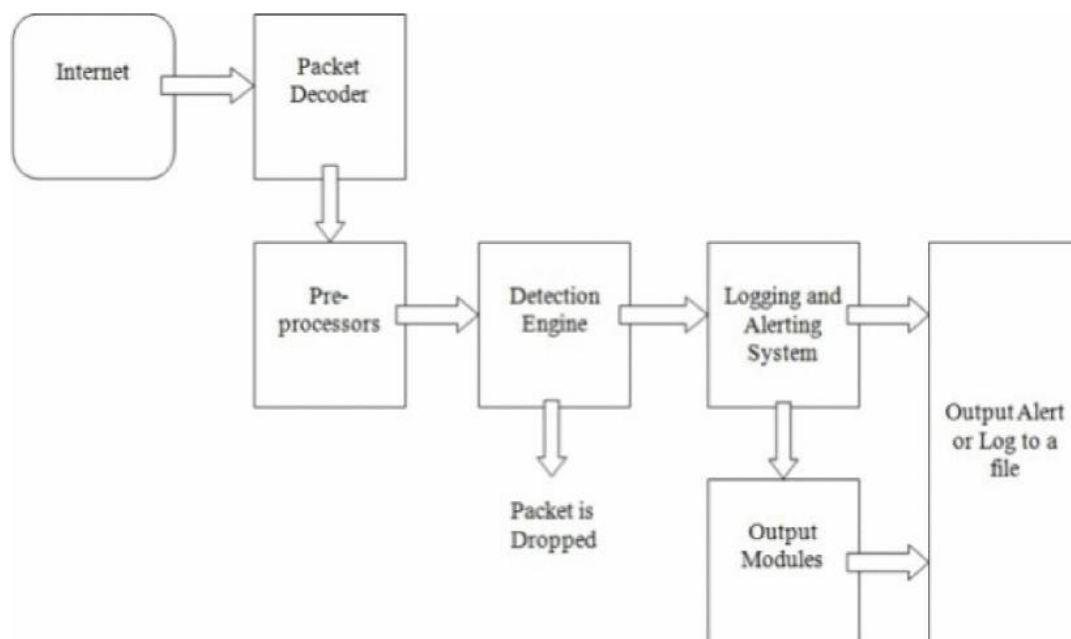 Internet
Packet
Decoder
Pre-
processors
Detection
Engine
Logging and
Alerting
System
Output Alert
or Log to a
file
Packet is
Dropped
Output
Modules